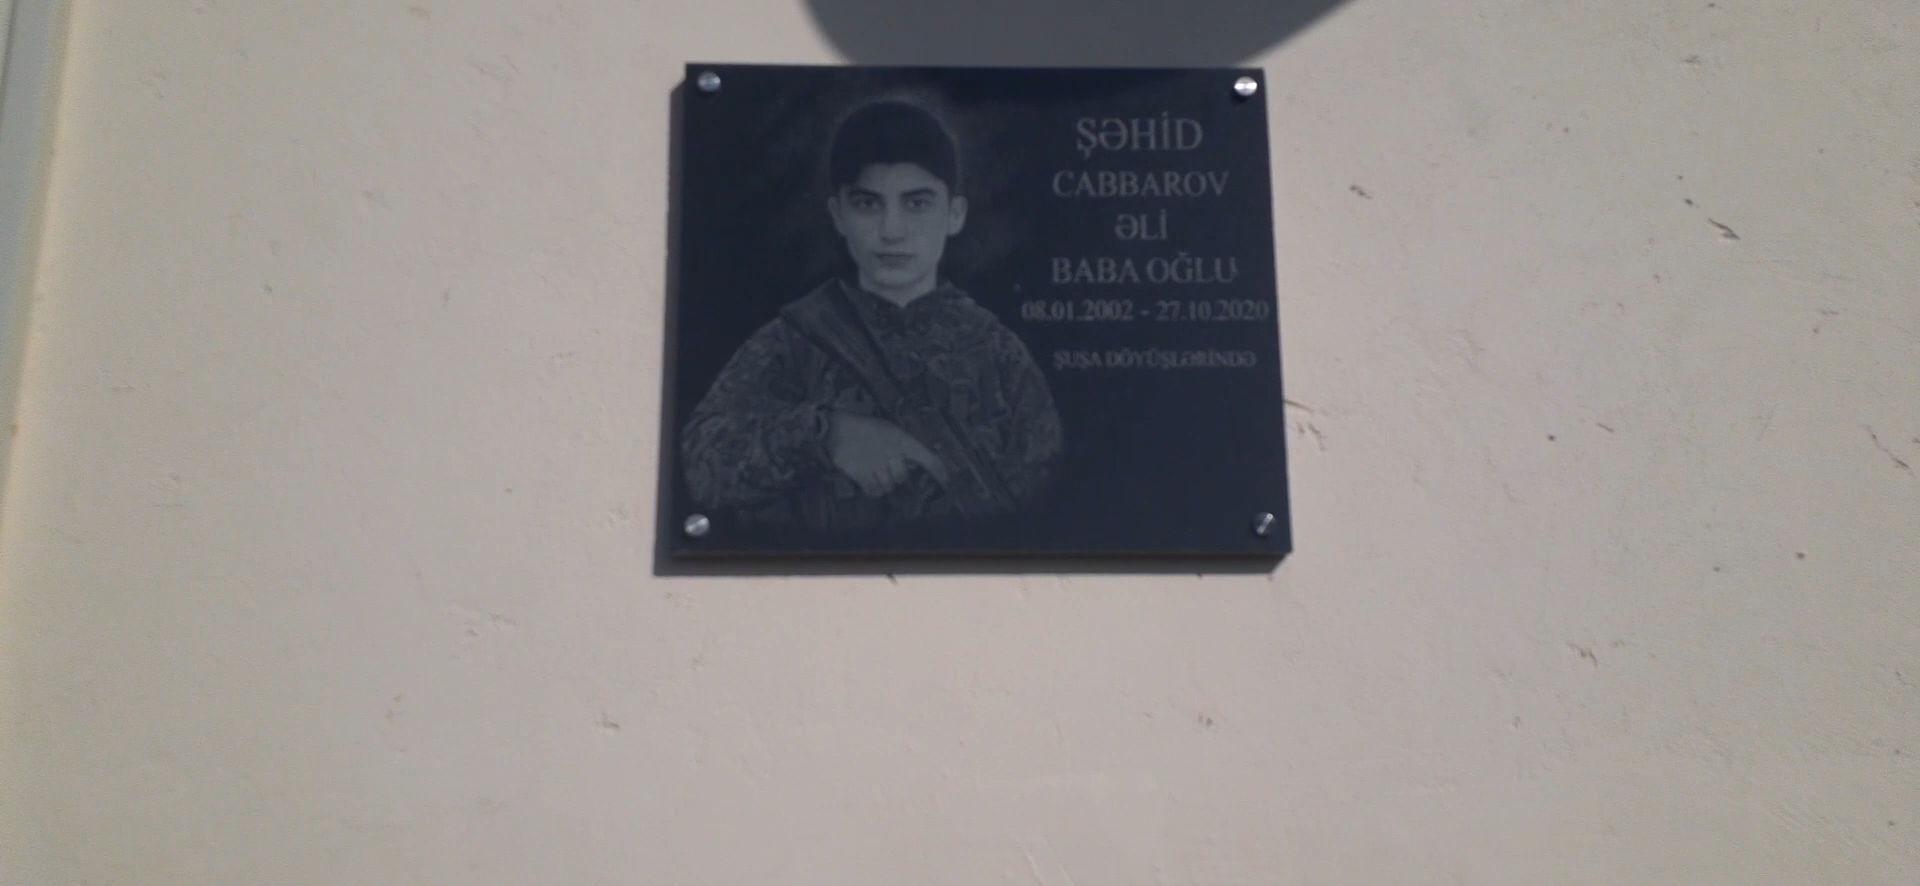 ŞƏHİD
CABBAROV
ƏLİ
BABA OĞLU
08.01.2002 - 27.10.2020
ŞUŞA DÖYÜŞLƏRİNDƏ